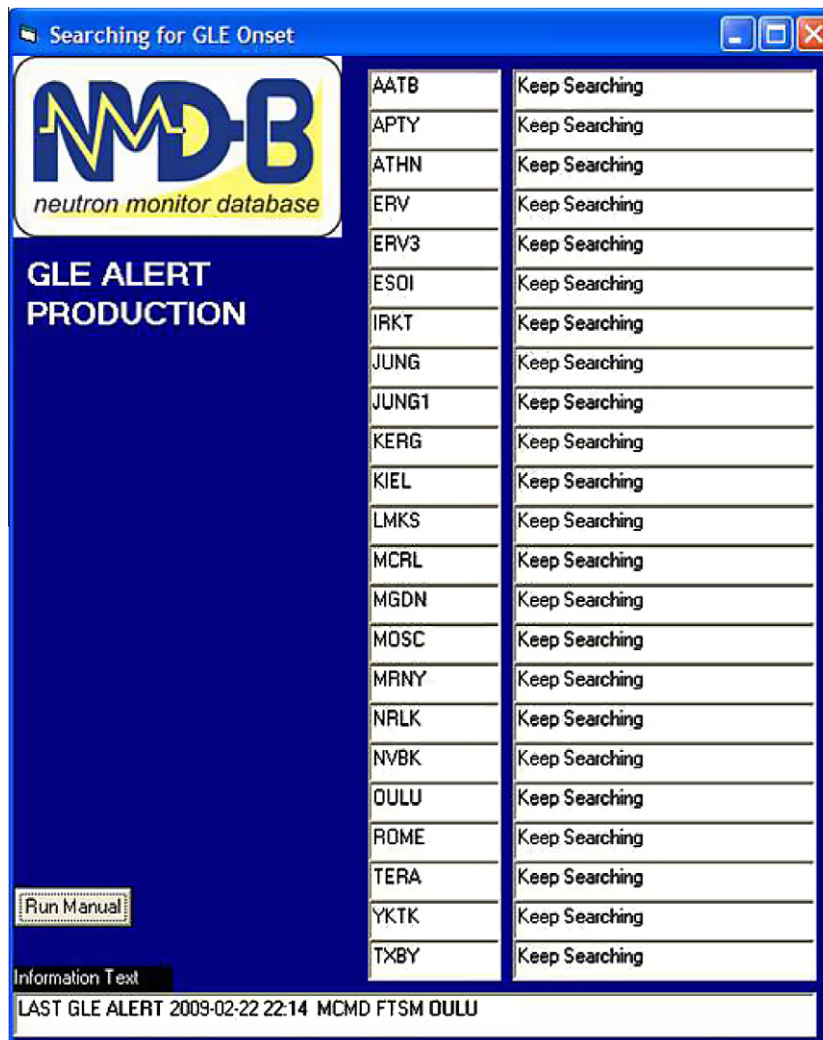 Searching for GLE Onset
NMD-B
neutron monitor database
GLE ALERT
PRODUCTION
AATB Keep Searching
APTY Keep Searching
ATHN Keep Searching
ERV Keep Searching
ERV3 Keep Searching
ESOI Keep Searching
IRKT Keep Searching
JUNG Keep Searching
JUNG1 Keep Searching
KERG Keep Searching
KIEL Keep Searching
LMKS Keep Searching
MCRL Keep Searching
MGDN Keep Searching
MOSC Keep Searching
MRNY Keep Searching
NRLK Keep Searching
NVBK Keep Searching
OULU Keep Searching
ROME Keep Searching
TERA Keep Searching
YKTK Keep Searching
TXBY Keep Searching
Run Manual
Information Text
LAST GLE ALERT 2009-02-22 22:14 MCMD FTSM OULU